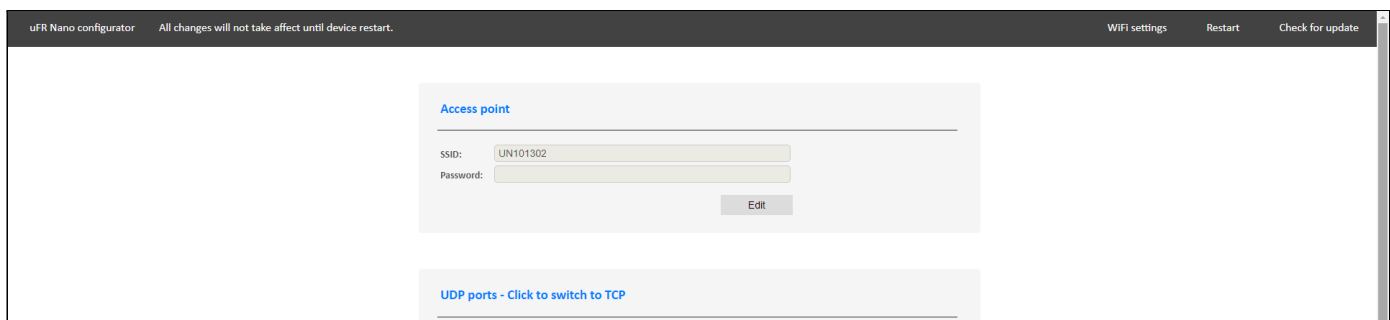 uFR Nano configurator All changes will not take affect until device restart. WiFi settings Restart Check for update
Access point
SSID: UN101302
Password:
Edit
UDP ports - Click to switch to TCP